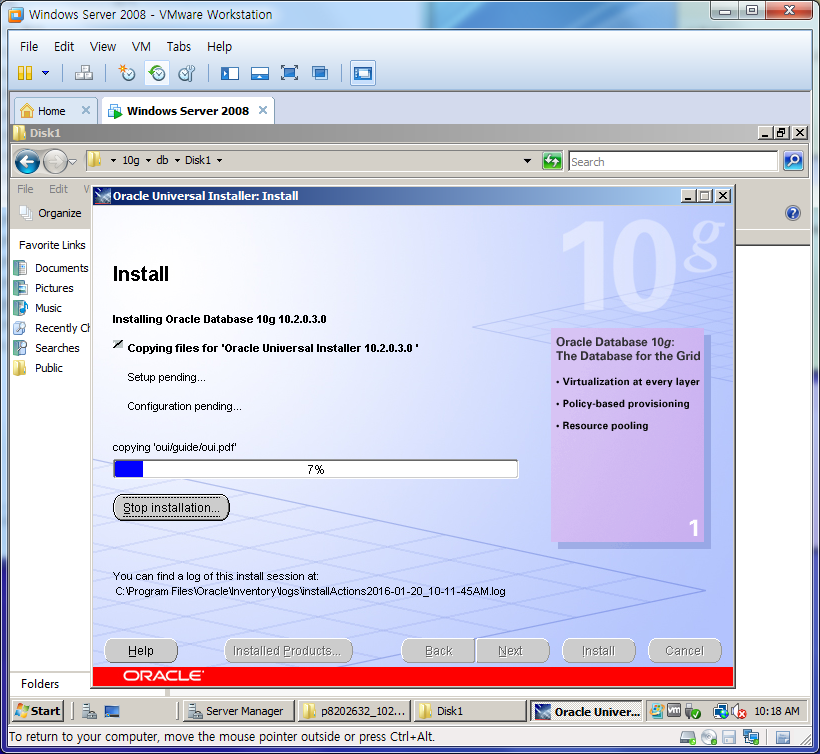 Windows Server 2008 - VMware Workstation
File Edit View VM Tabs Help
Home Windows Server 2008
Disk1
10g db Disk1 Search
File Edit V
Organize
Oracle Universal Installer: Install
Favorite Links
Documents
Pictures
Music
Recently Ch
Searches
Public
Folders
10g
Install
Installing Oracle Database 10g 10.2.0.3.0
Copying files for 'Oracle Universal Installer 10.2.0.3.0 '
Setup pending...
Configuration pending...
copying 'oui/guide/oui.pdf'
7%
Stop installation...
Oracle Database 10g:
The Database for the Grid
• Virtualization at every layer
• Policy-based provisioning
• Resource pooling
1
You can find a log of this install session at:
C:\Program Files\Oracle\Inventory\logs\installActions2016-01-20_10-11-45AM.log
Help Installed Products... Back Next Install Cancel
ORACLE
Start Server Manager p8202632_102... Disk1 Oracle Univer... vm 10:18 AM
To return to your computer, move the mouse pointer outside or press Ctrl+Alt.